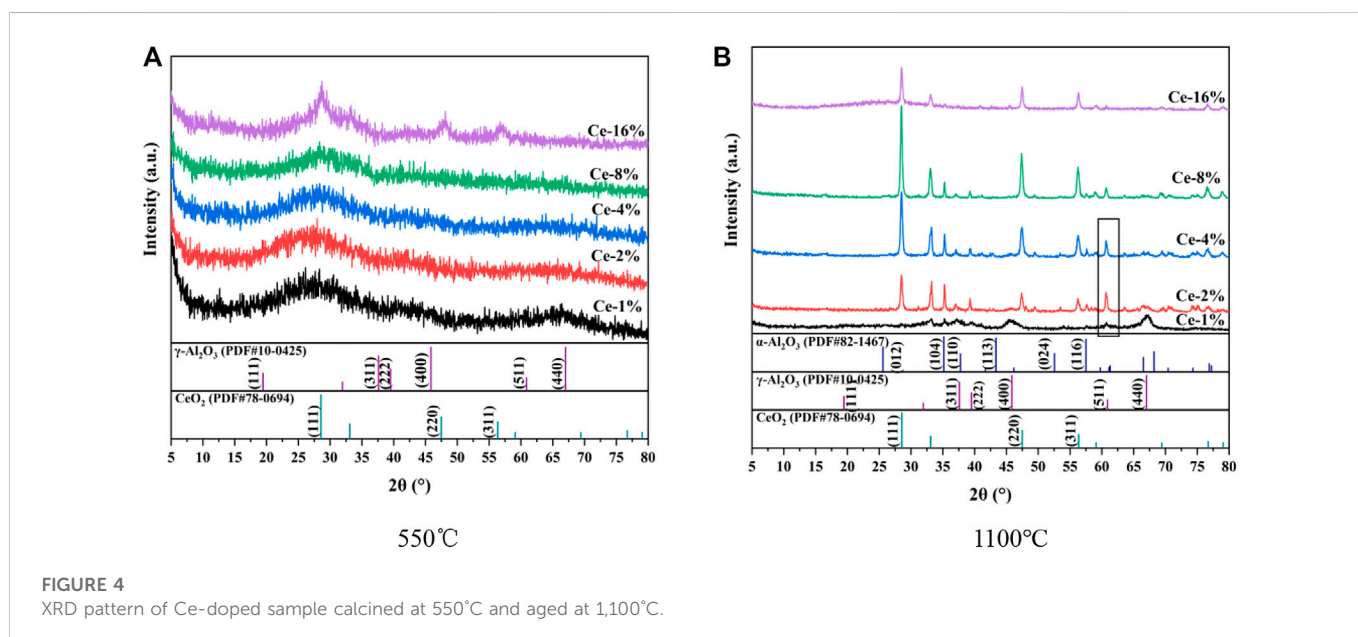 A
Intensity (a.u.)
Ce-16%
Ce-8%
Ce-4%
Ce-2%
Ce-1%
γ-Al2O3 (PDF#10-0425)
(111)
(311)
(222)
(400)
(511)
(440)
CeO2 (PDF#78-0694)
(111)
(220)
(311)
5 10 15 20 25 30 35 40 45 50 55 60 65 70 75 80
2θ (°)
550℃
B
Intensity (a.u.)
Ce-16%
Ce-8%
Ce-4%
Ce-2%
Ce-1%
α-Al2O3 (PDF#82-1467)
(012)
(104)
(110)
(113)
(024)
(116)
γ-Al2O3 (PDF#10-0425)
(111)
(311)
(222)
(400)
(511)
(440)
CeO2 (PDF#78-0694)
(111)
(220)
(311)
5 10 15 20 25 30 35 40 45 50 55 60 65 70 75 80
2θ (°)
1100°C
FIGURE 4
XRD pattern of Ce-doped sample calcined at 550°C and aged at 1,100°C.